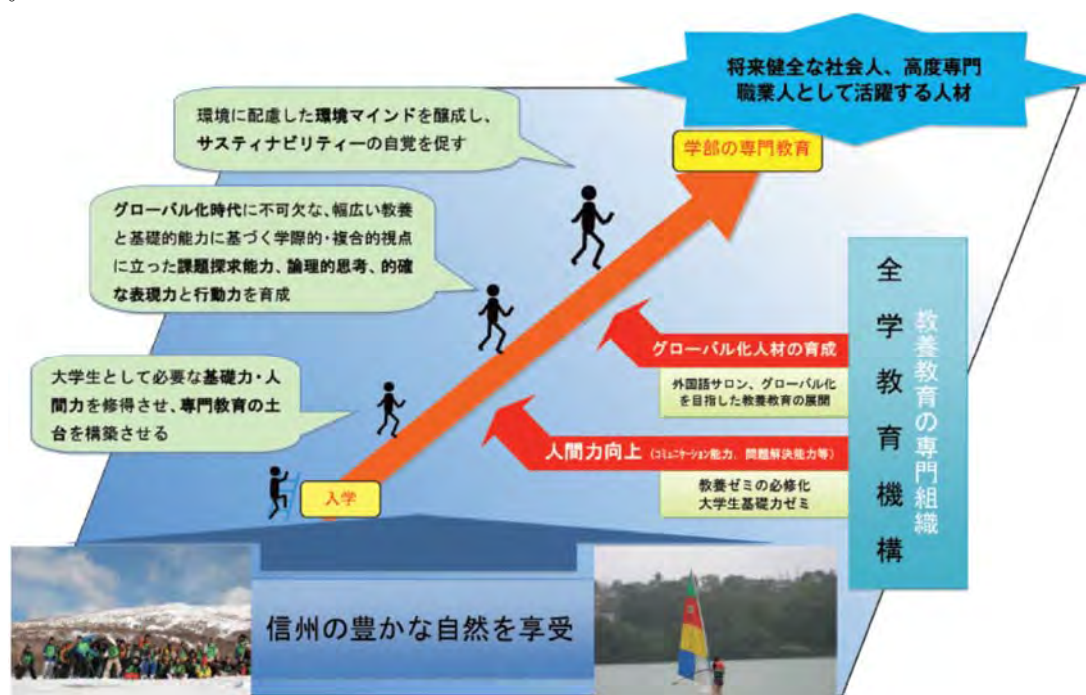 将来健全な社会人、高度専門
職業人として活躍する人材
環境に配慮した環境マインドを醸成し、
サスティナビリティーの自覚を促す
学部の専門教育
グローバル化時代に不可欠な、幅広い教養
と基礎的能力に基づく学際的・複合的視点
に立った課題探求能力、論理的思考、的確
な表現力と行動力を育成
大学生として必要な基礎力・人
間力を修得させ、専門教育の土
台を構築させる
グローバル化人材の育成
外国語サロン、グローバル化
を目指した教養教育の展開
人間力向上 (コミュニケーション能力、問題解決能力等)
教養ゼミの必修化
大学生基礎力ゼミ
教養教育の専門組織
全学教育機構
入学
信州の豊かな自然を享受